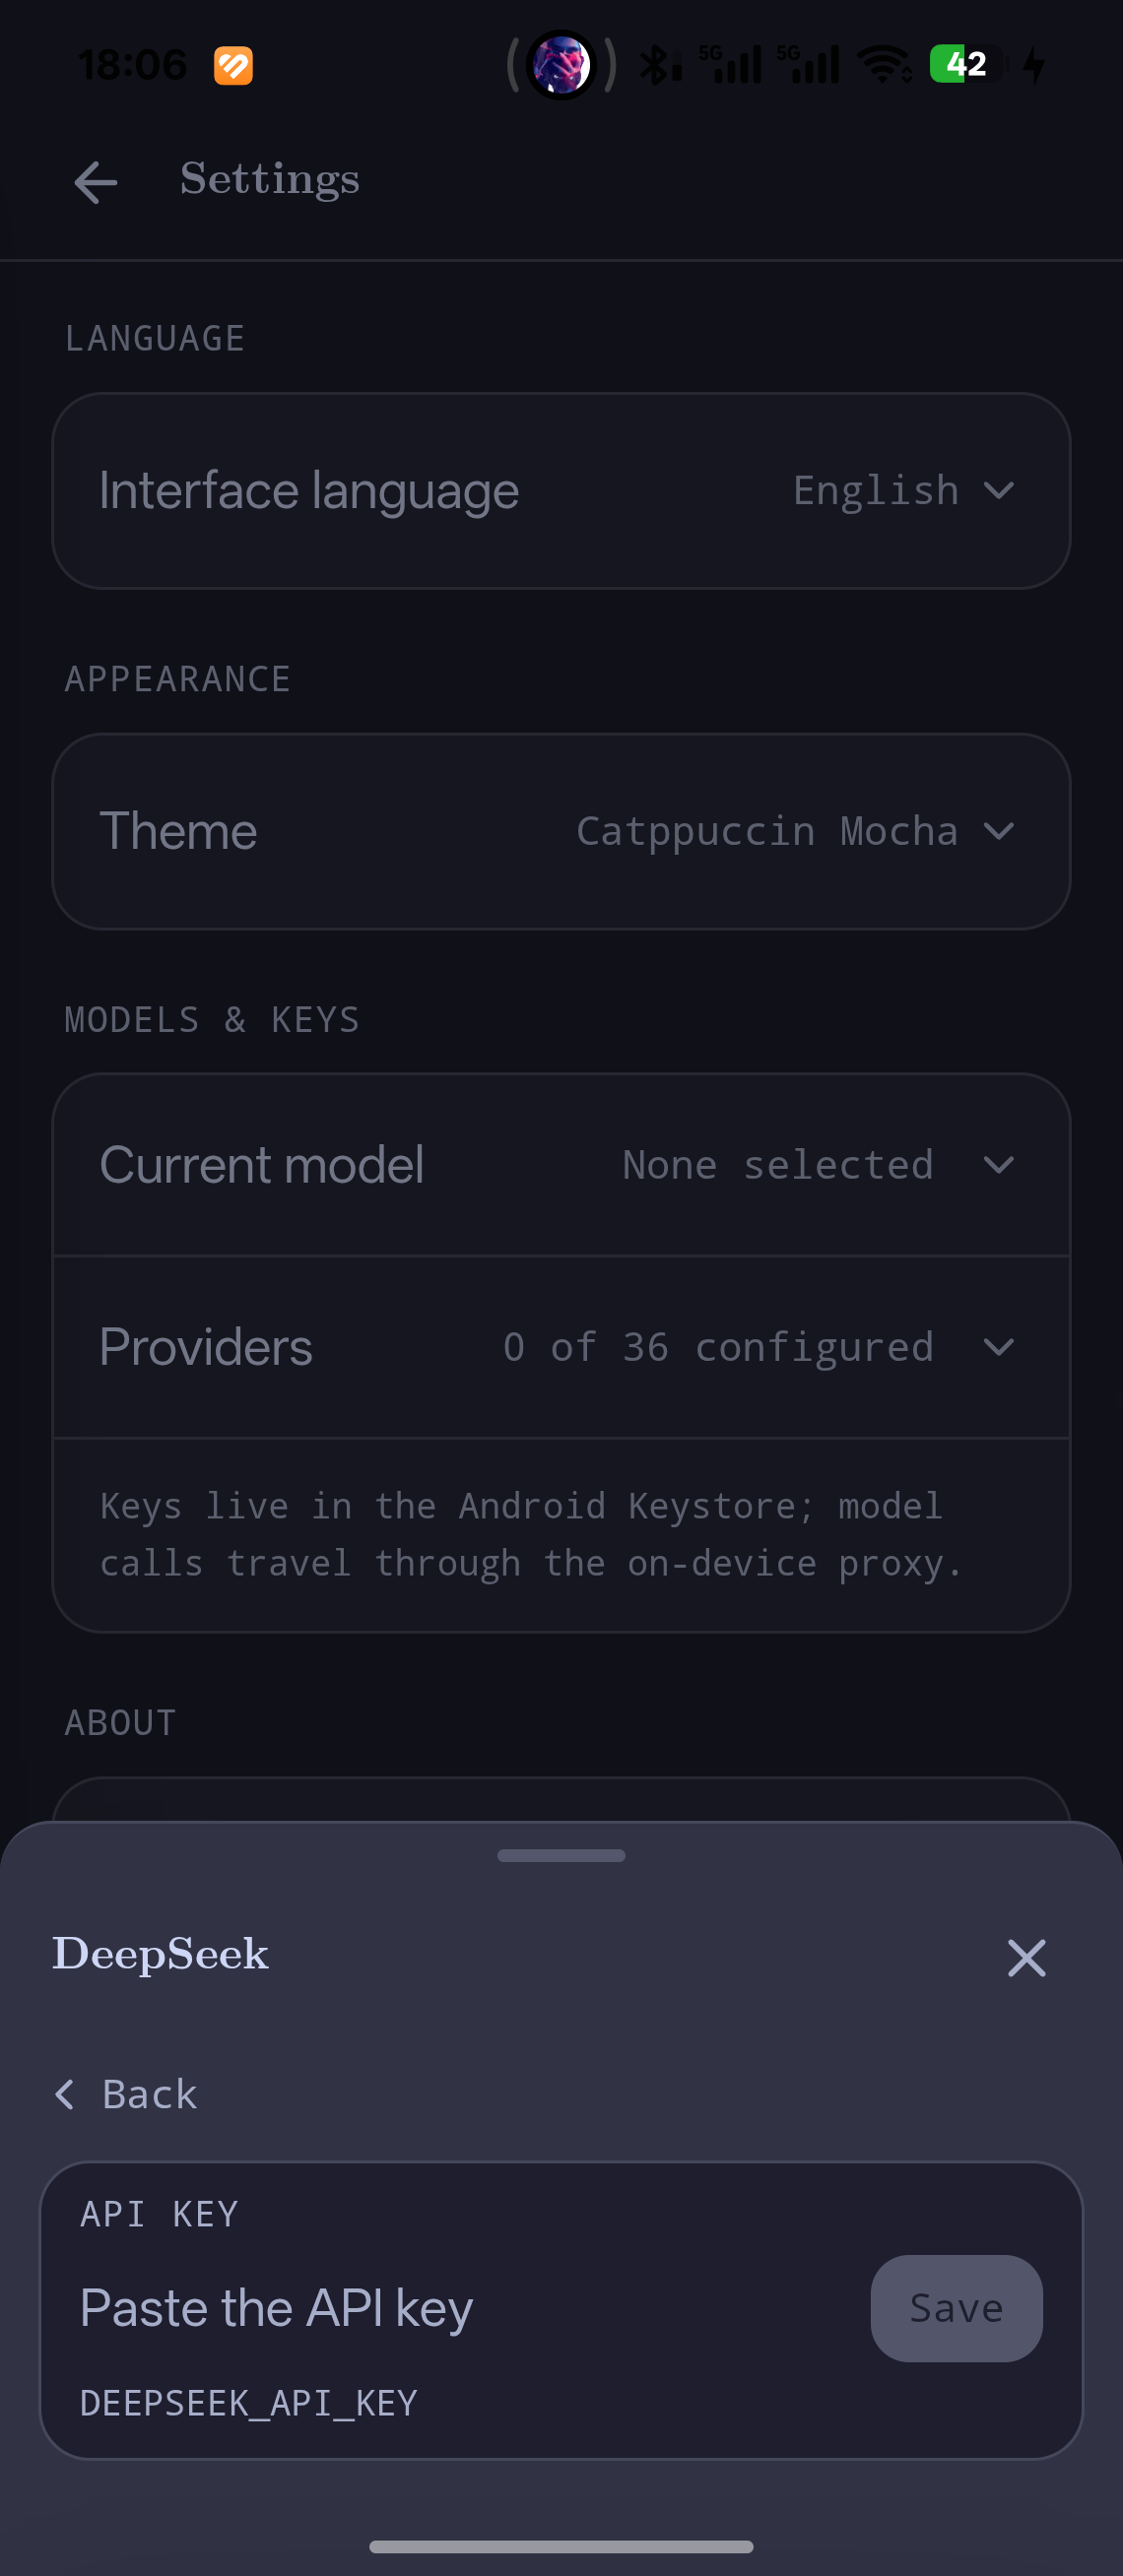 18:06
5G
5G
42
Settings
LANGUAGE
Interface language English
APPEARANCE
Theme Catppuccin Mocha
MODELS & KEYS
Current model None selected
Providers 0 of 36 configured
Keys live in the Android Keystore; model
calls travel through the on-device proxy.
ABOUT
DeepSeek
Back
API KEY
Paste the API key Save
DEEPSEEK_API_KEY